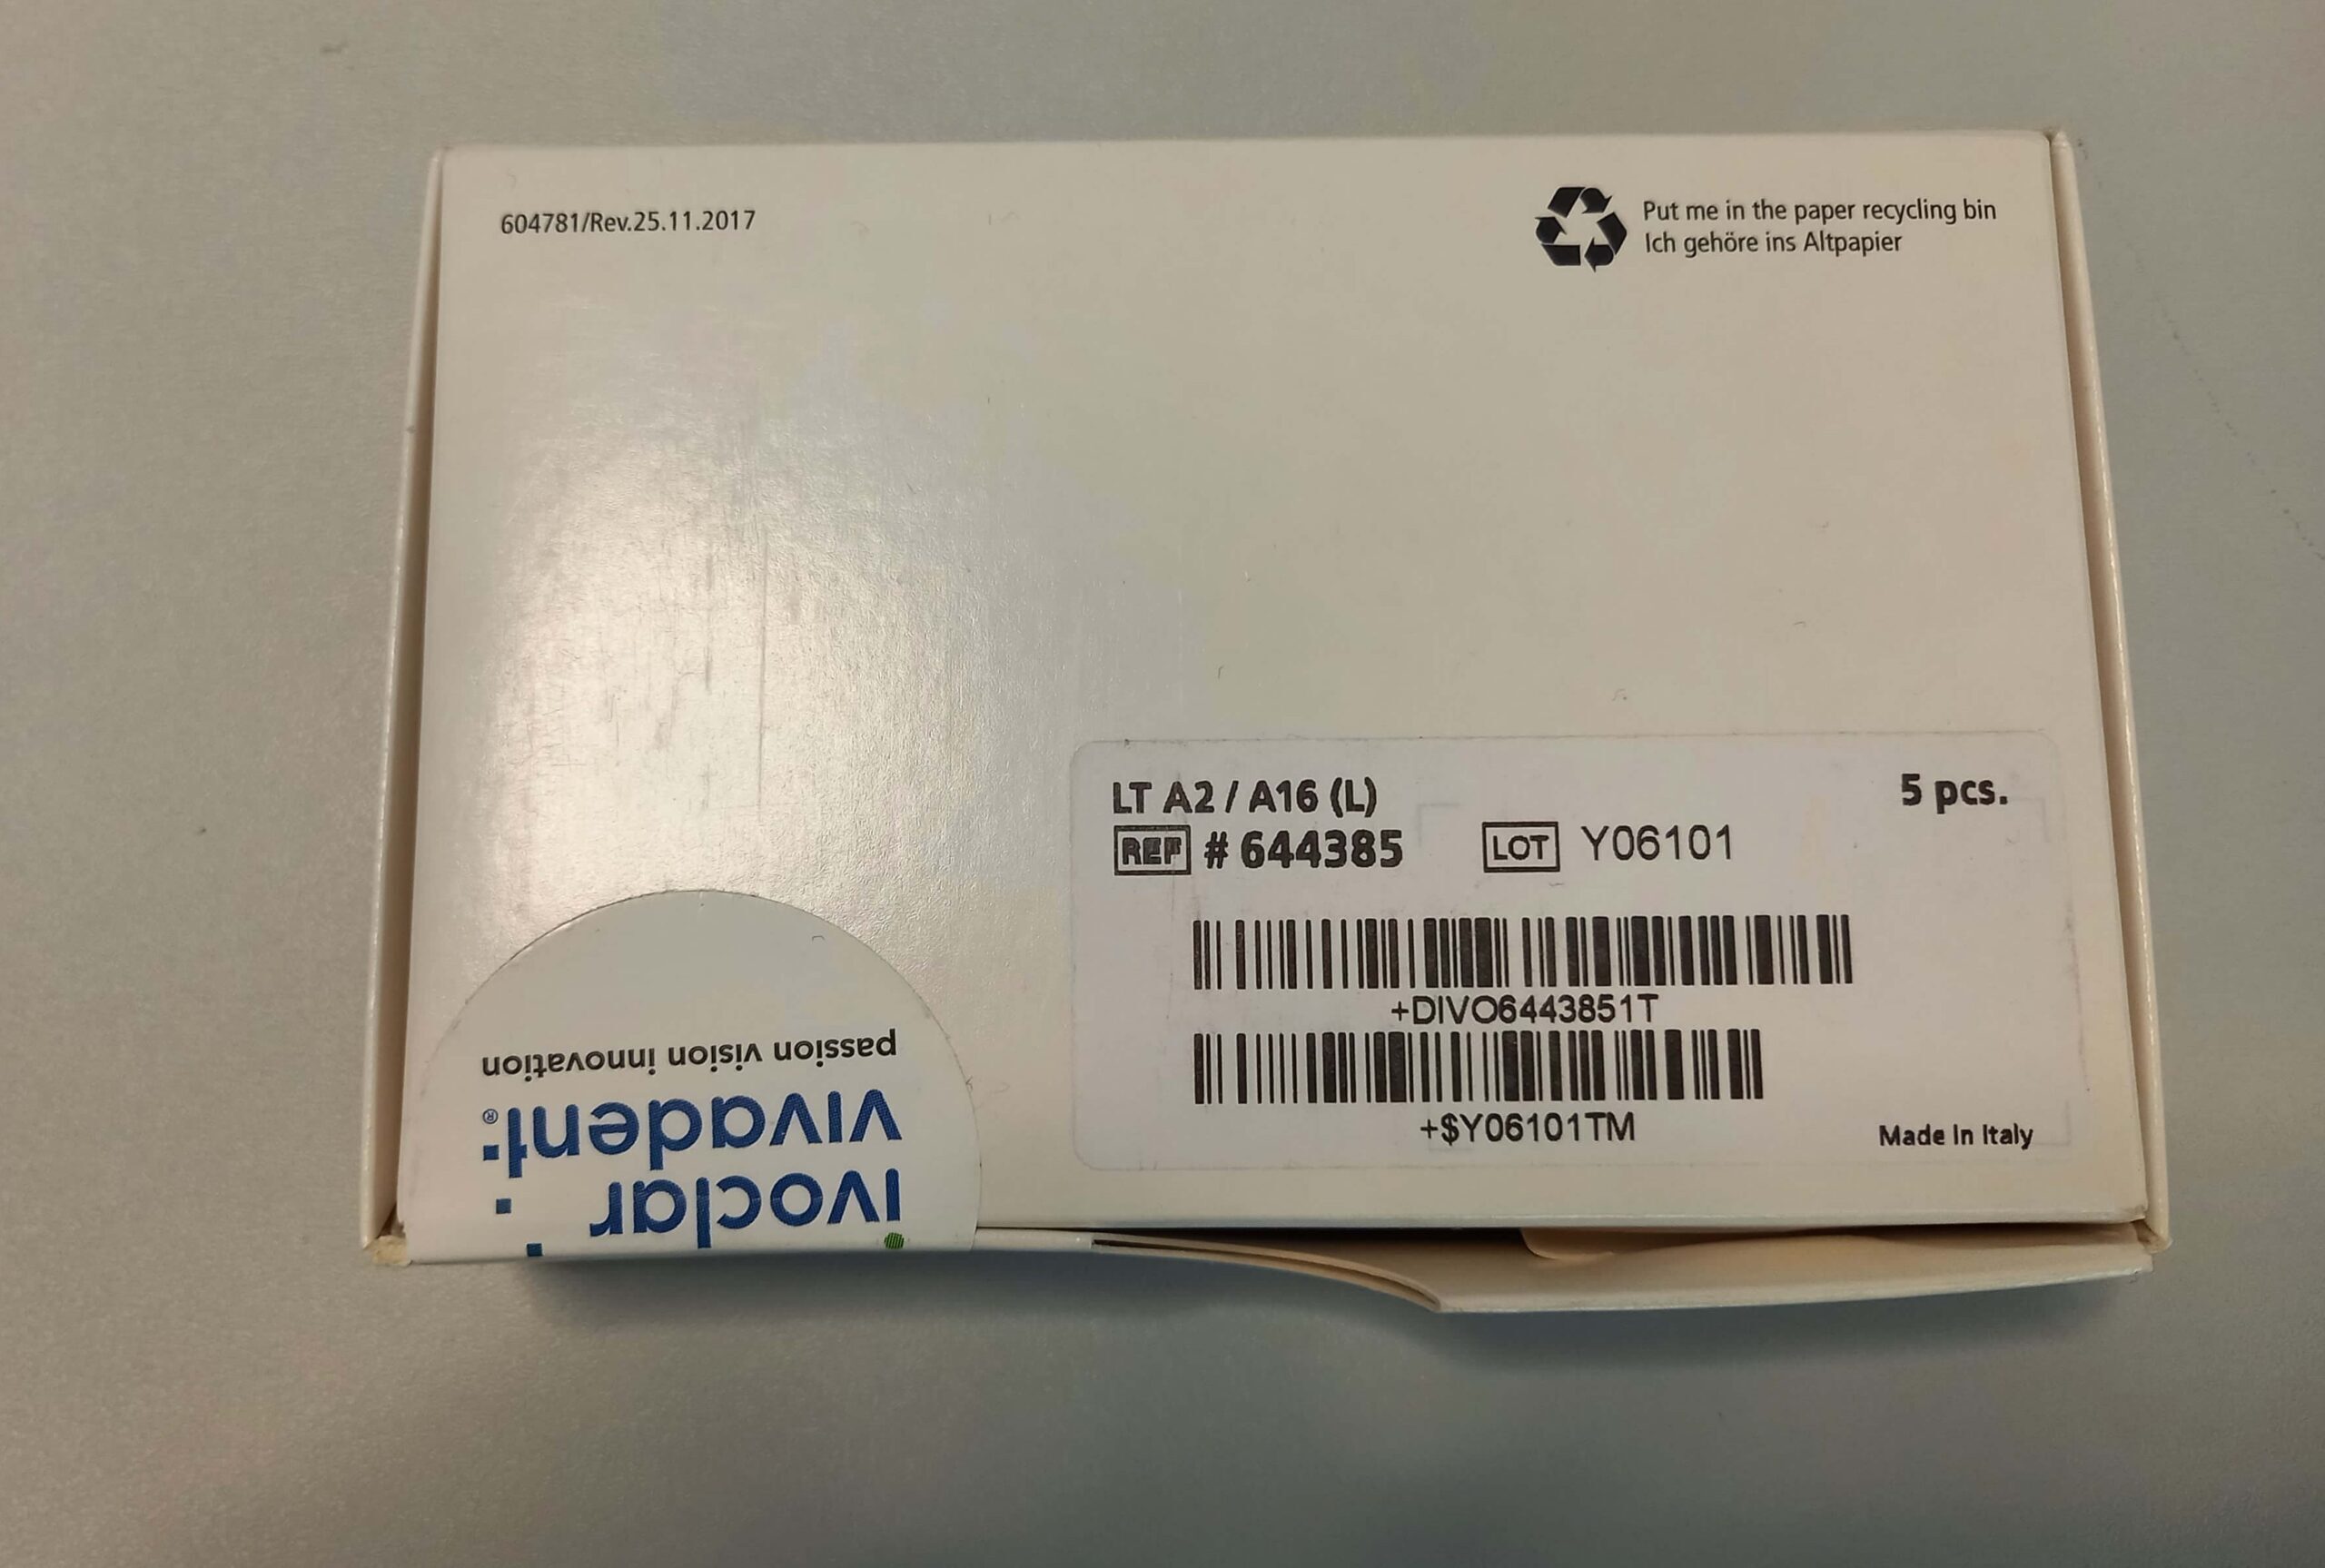 604781/Rev.25.11.2017
Put me in the paper recycling bin
Ich gehöre ins Altpapier
LT A2 / A16 (L)
5 pcs.
REF # 644385
LOT Y06101
+DIVO6443851T
+$Y06101TM
Made in Italy
ivoclar
vivadent®
passion vision innovation